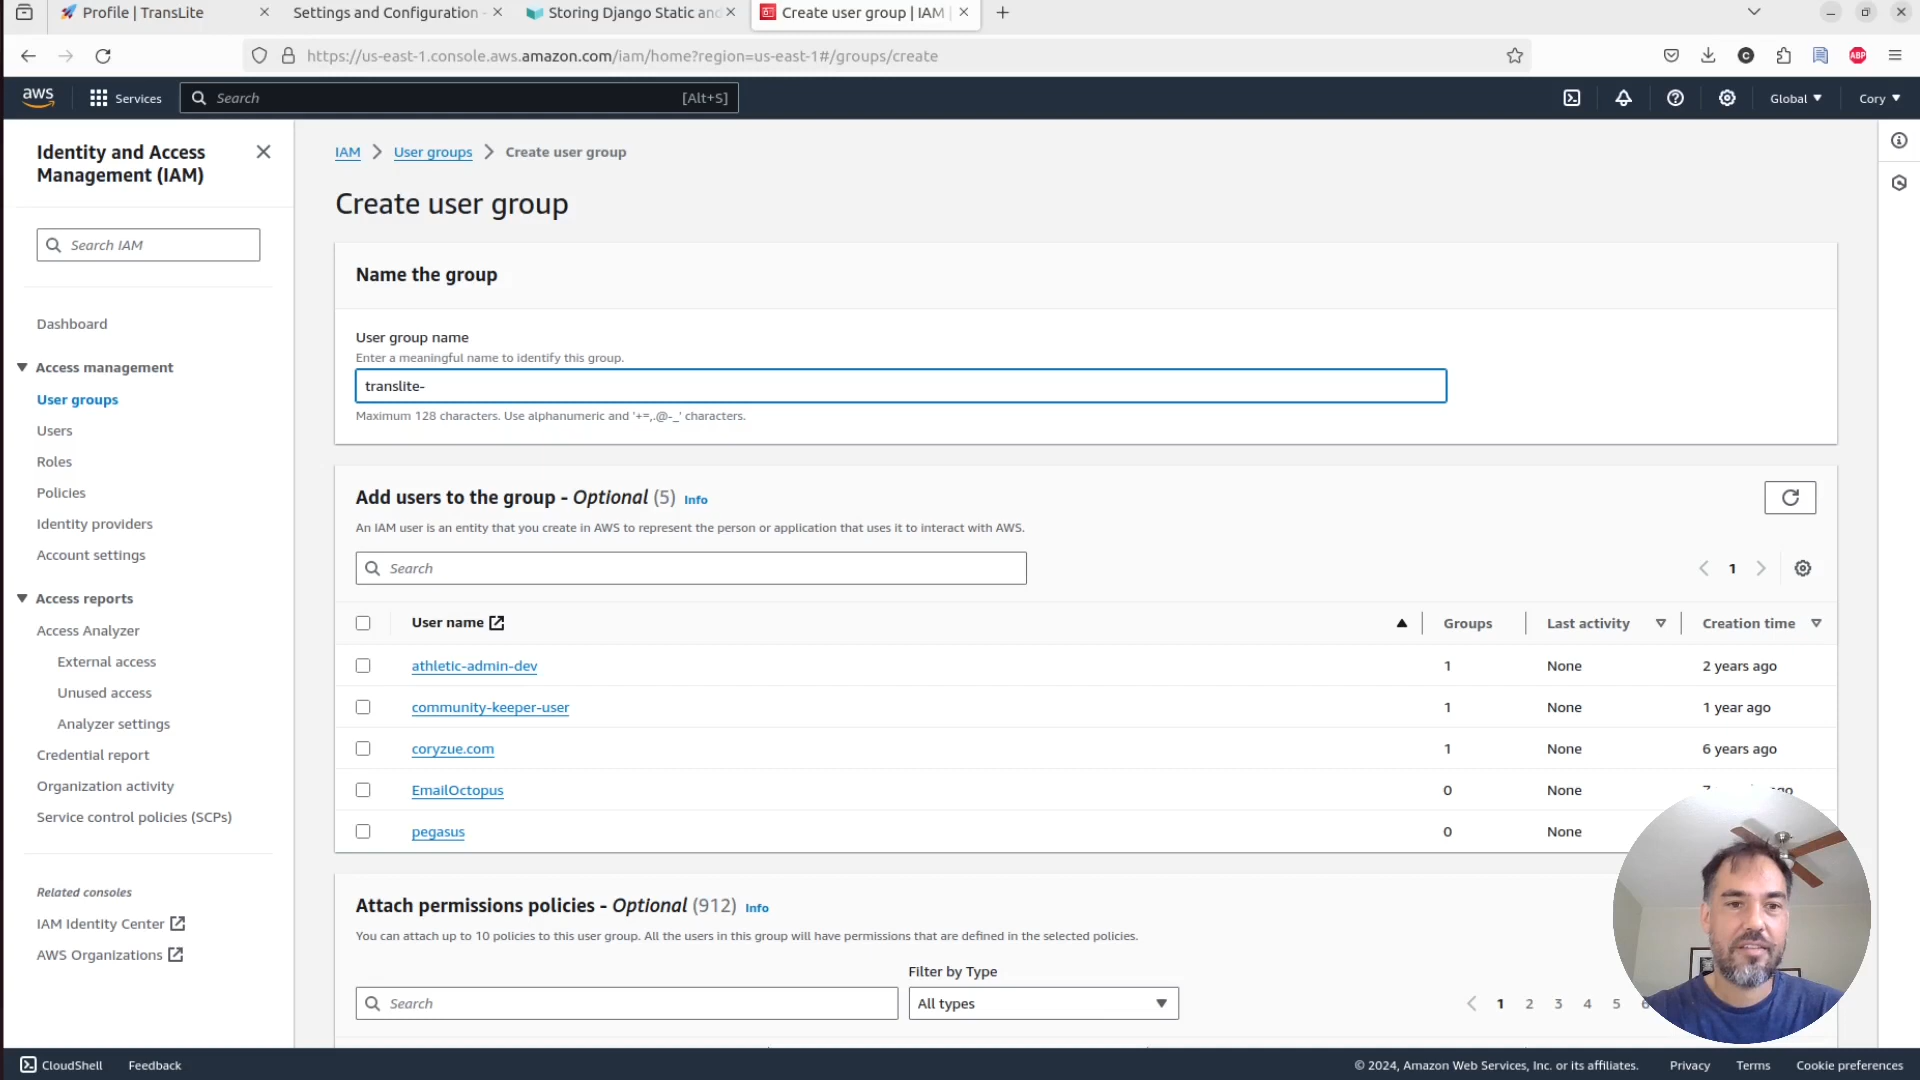 Profile | TransLite
Settings and Configuration -
Storing Django Static and
Create user group | IAM |
https://us-east-1.console.aws.amazon.com/iam/home?region=us-east-1#/groups/create
ABP
aws
Services
Search
[Alt+S]
Global
Cory
Identity and Access
Management (IAM)
Search IAM
Dashboard
Access management
User groups
Users
Roles
Policies
Identity providers
Account settings
Access reports
Access Analyzer
External access
Unused access
Analyzer settings
Credential report
Organization activity
Service control policies (SCPs)
Related consoles
IAM Identity Center
AWS Organizations
IAM
User groups
Create user group
Create user group
Name the group
User group name
Enter a meaningful name to identify this group.
translite-
Maximum 128 characters. Use alphanumeric and '+=,.@-_' characters.
Add users to the group - Optional (5) Info
An IAM user is an entity that you create in AWS to represent the person or application that uses it to interact with AWS.
Search
1
User name
Groups
Last activity
Creation time
athletic-admin-dev 1 None 2 years ago
community-keeper-user 1 None 1 year ago
coryzue.com 1 None 6 years ago
EmailOctopus 0 None
pegasus 0 None
Attach permissions policies - Optional (912) Info
You can attach up to 10 policies to this user group. All the users in this group will have permissions that are defined in the selected policies.
Filter by Type
Search
All types
1 2 3 4 5
CloudShell
Feedback
© 2024, Amazon Web Services, Inc. or its affiliates.
Privacy
Terms
Cookie preferences